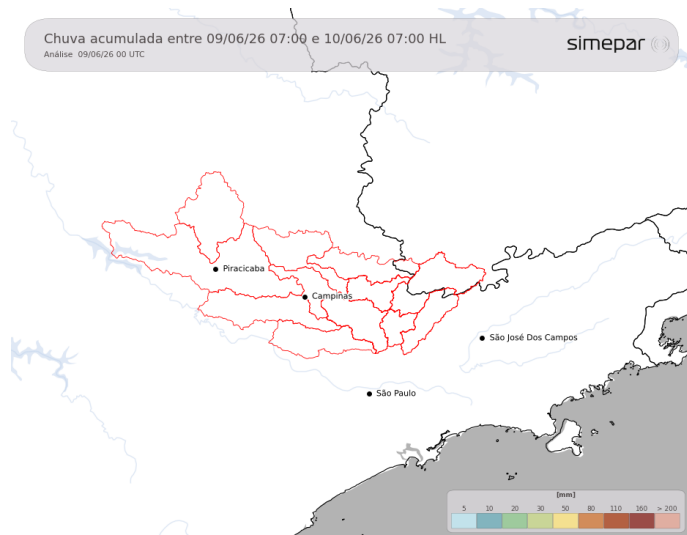 Chuva acumulada entre 09/06/26 07:00 e 10/06/26 07:00 HL
Análise 09/06/26 00 UTC
simepar
Piracicaba
Campinas
São José Dos Campos
São Paulo
[mm]
5 10 20 30 50 80 110 160 > 200